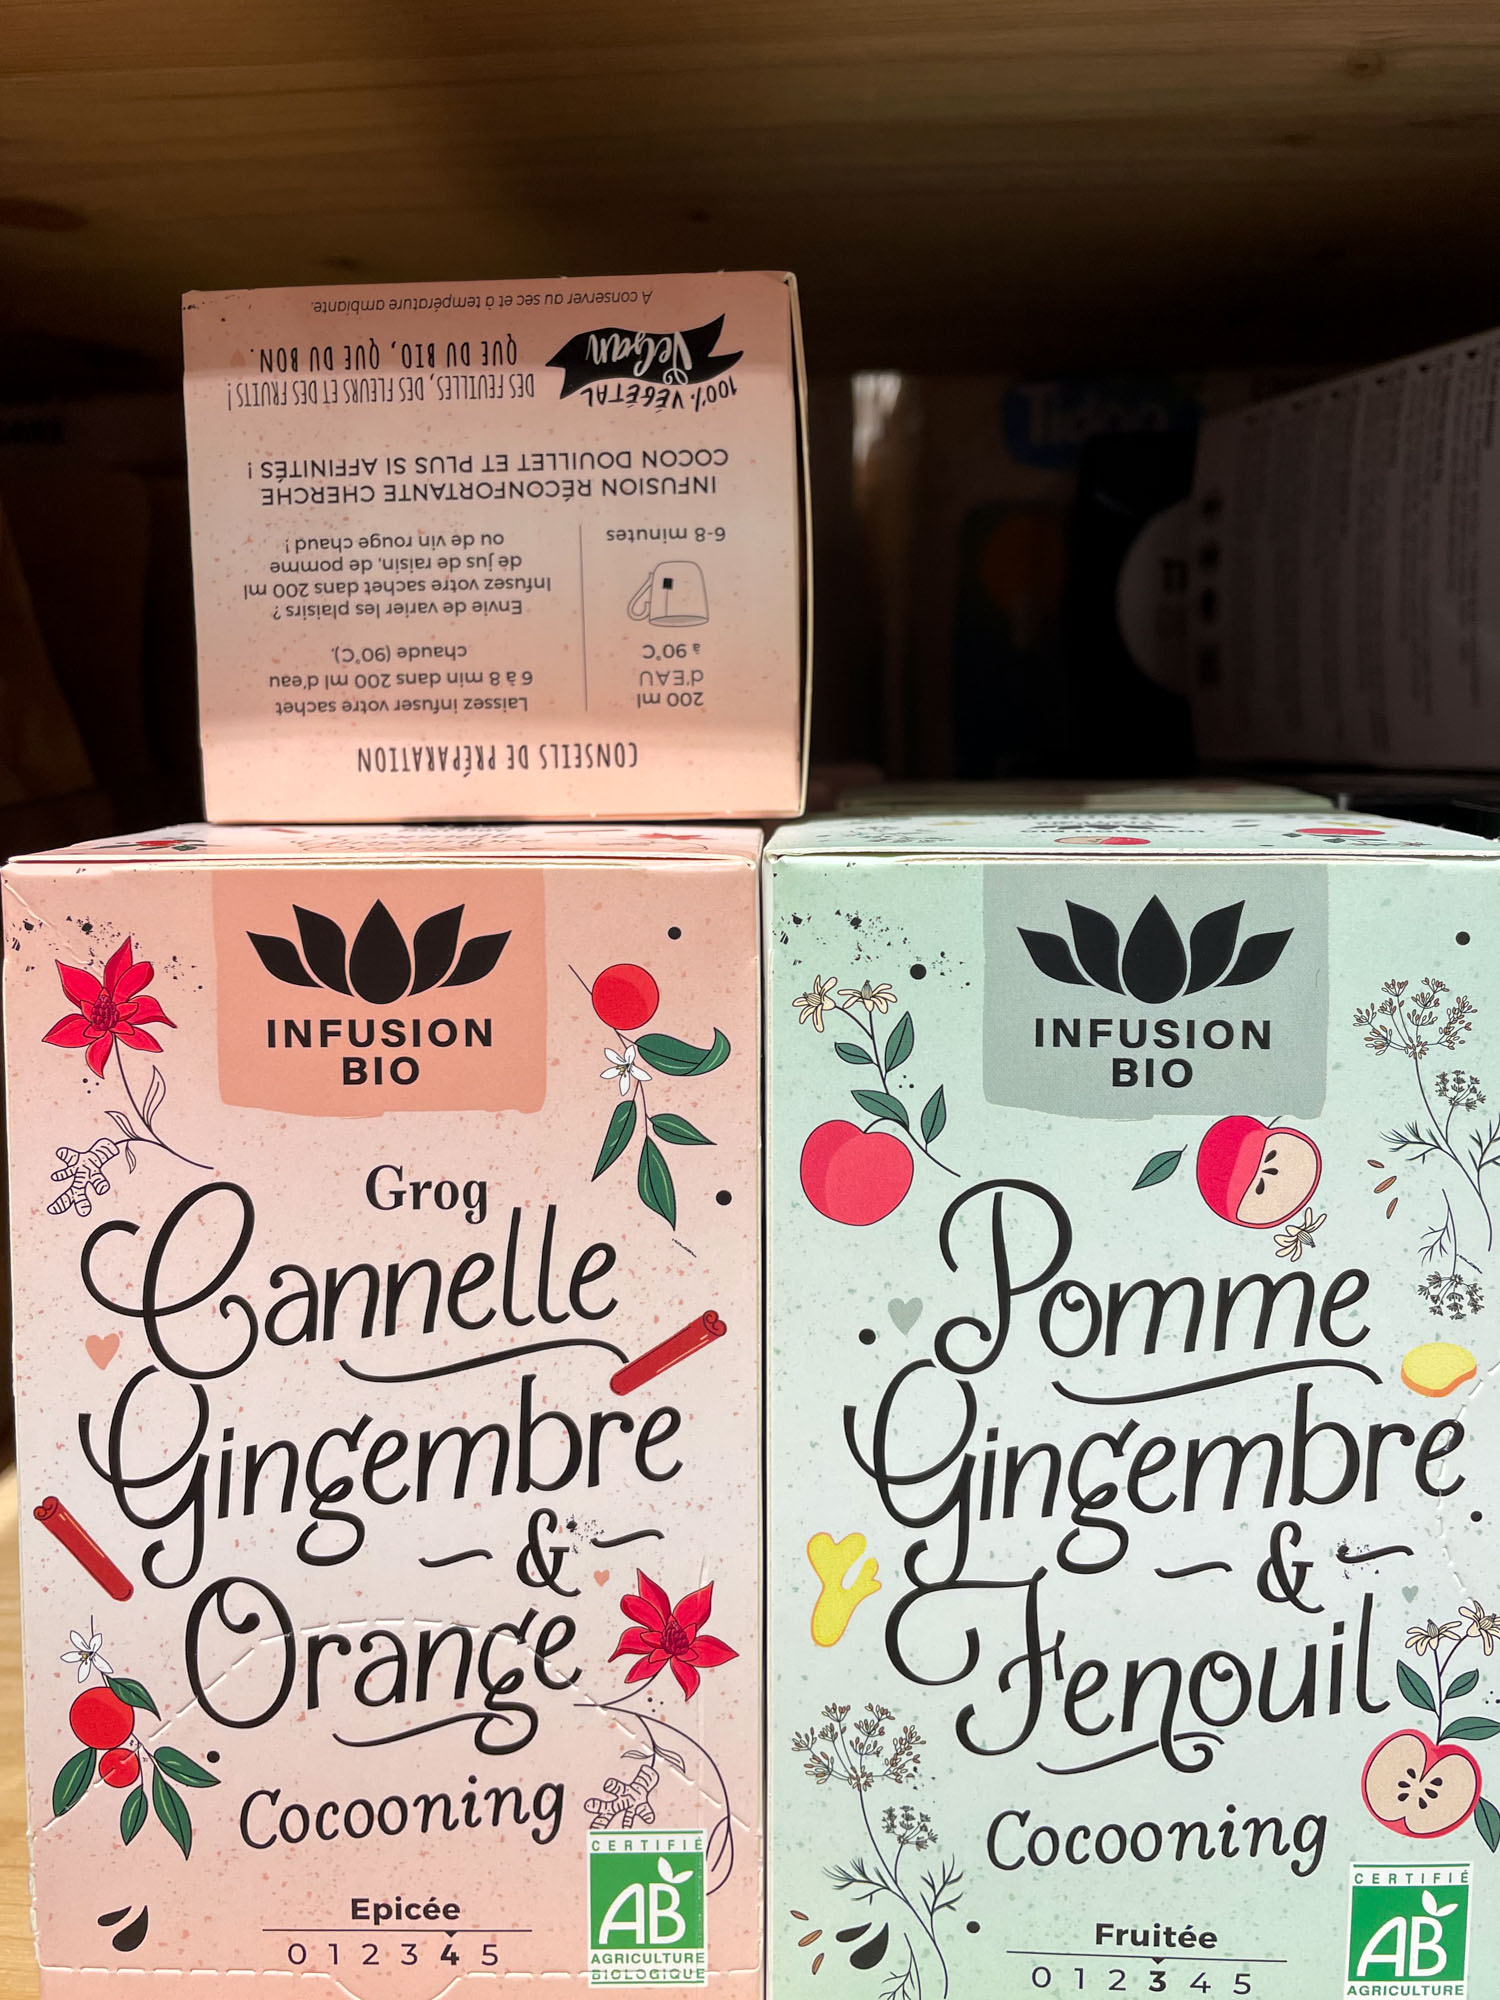 CONSEILS DE PRÉPARATION
200 ml
d'EAU
à 90°C
6-8 minutes
Laissez infuser votre sachet
6 à 8 min dans 200 ml d'eau
chaude (90°C).
Envie de varier les plaisirs ?
Infusez votre sachet dans 200 ml
de jus de raisin, de pomme
ou de vin rouge chaud !
INFUSION RÉCONFORTANTE CHERCHE
COCON DOUILLET ET PLUS SI AFFINITÉS !
100% VÉGÉTAL
Vegan
DES FEUILLES, DES FLEURS ET DES FRUITS !
QUE DU BIO, QUE DU BON.
A conserver au sec et à température ambiante.
INFUSION
BIO
Grog
Cannelle
Gingembre
&
Orange
Cocooning
Epicée
0 1 2 3 4 5
CERTIFIÉ
AB
AGRICULTURE
BIOLOGIQUE
INFUSION
BIO
Pomme
Gingembre
&
Fenouil
Cocooning
Fruitée
0 1 2 3 4 5
CERTIFIÉ
AB
AGRICULTURE